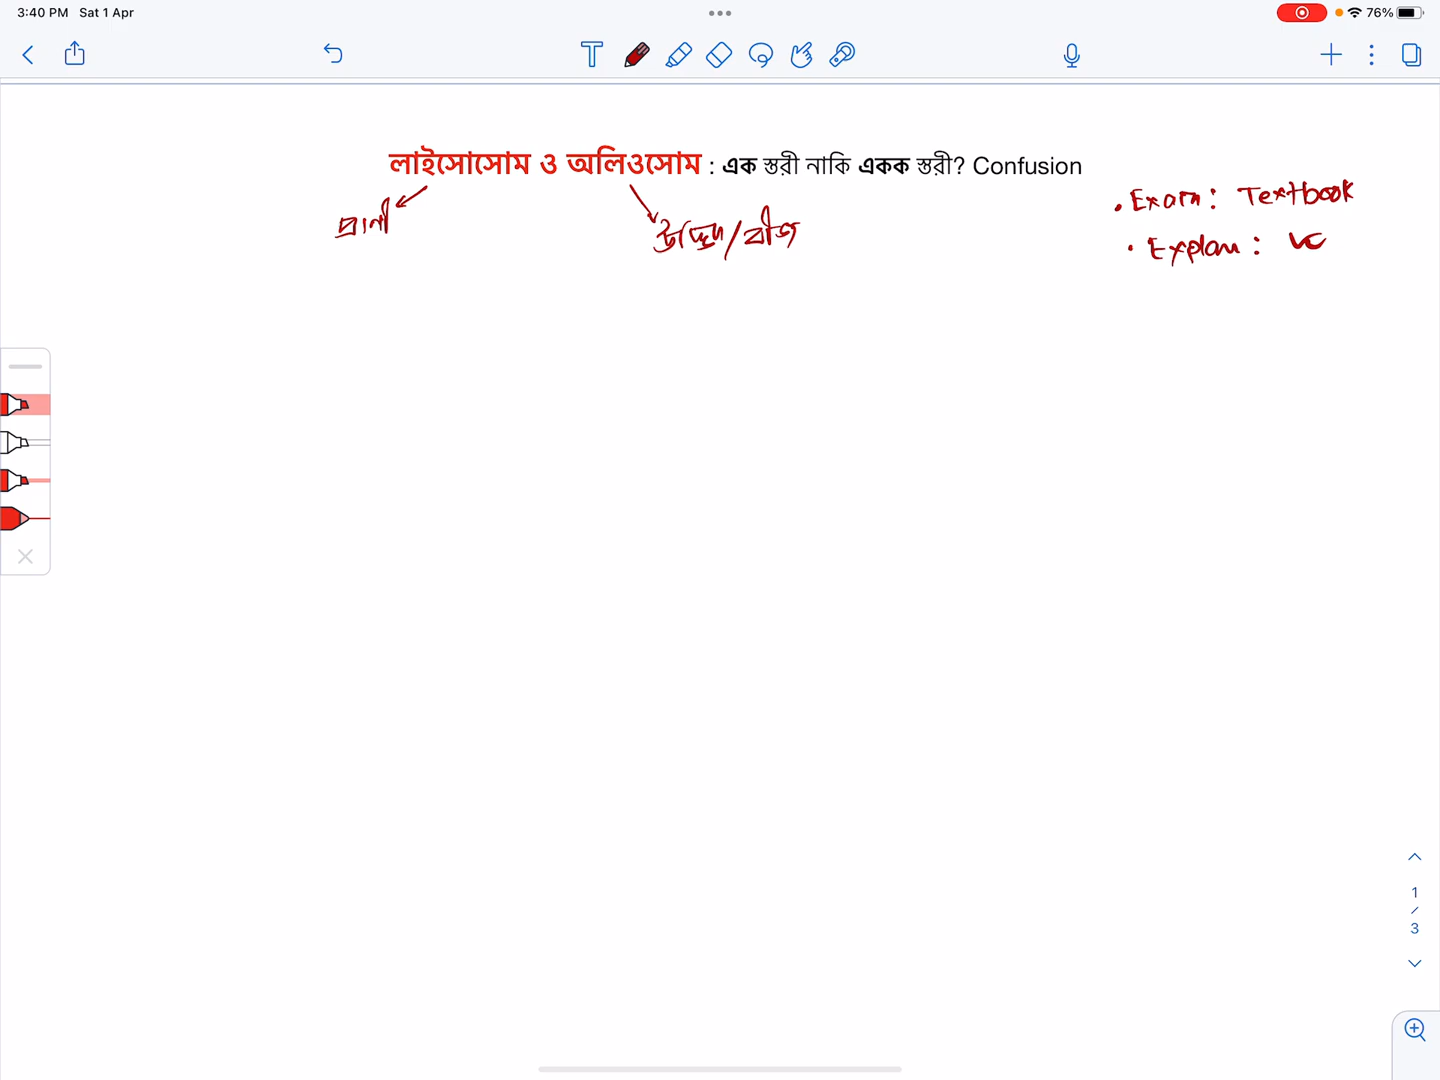 3:40 PM Sat 1 Apr
76%
লাইসোসোম ও অলিওসোম : এক স্তরী নাকি একক স্তরী? Confusion
প্রাণী
উদ্ভিদ/বীজ
• Exam: Textbook
• Explan:
1
/
3